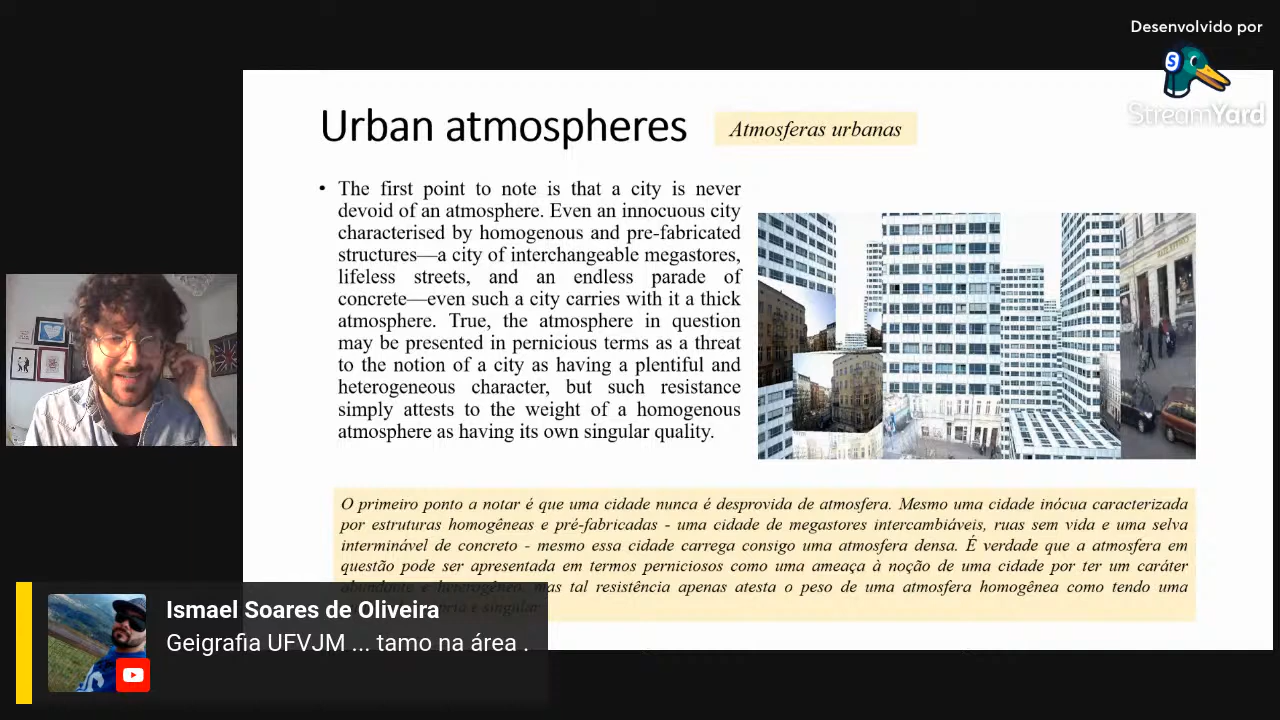 Desenvolvido por
StreamYard
Urban atmospheres
Atmosferas urbanas
• The first point to note is that a city is never
devoid of an atmosphere. Even an innocuous city
characterised by homogenous and pre-fabricated
structures—a city of interchangeable megastores,
lifeless streets, and an endless parade of
concrete—even such a city carries with it a thick
atmosphere. True, the atmosphere in question
may be presented in pernicious terms as a threat
to the notion of a city as having a plentiful and
heterogeneous character, but such resistance
simply attests to the weight of a homogenous
atmosphere as having its own singular quality.
O primeiro ponto a notar é que uma cidade nunca é desprovida de atmosfera. Mesmo uma cidade inócua caracterizada
por estruturas homogêneas e pré-fabricadas - uma cidade de megastores intercambiáveis, ruas sem vida e uma selva
interminável de concreto - mesmo essa cidade carrega consigo uma atmosfera densa. É verdade que a atmosfera em
questão pode ser apresentada em termos perniciosos como uma ameaça à noção de uma cidade por ter um caráter
abundante e heterogêneo, mas tal resistência apenas atesta o peso de uma atmosfera homogênea como tendo uma
e singular
Ismael Soares de Oliveira
Geigrafia UFVJM ... tamo na área .